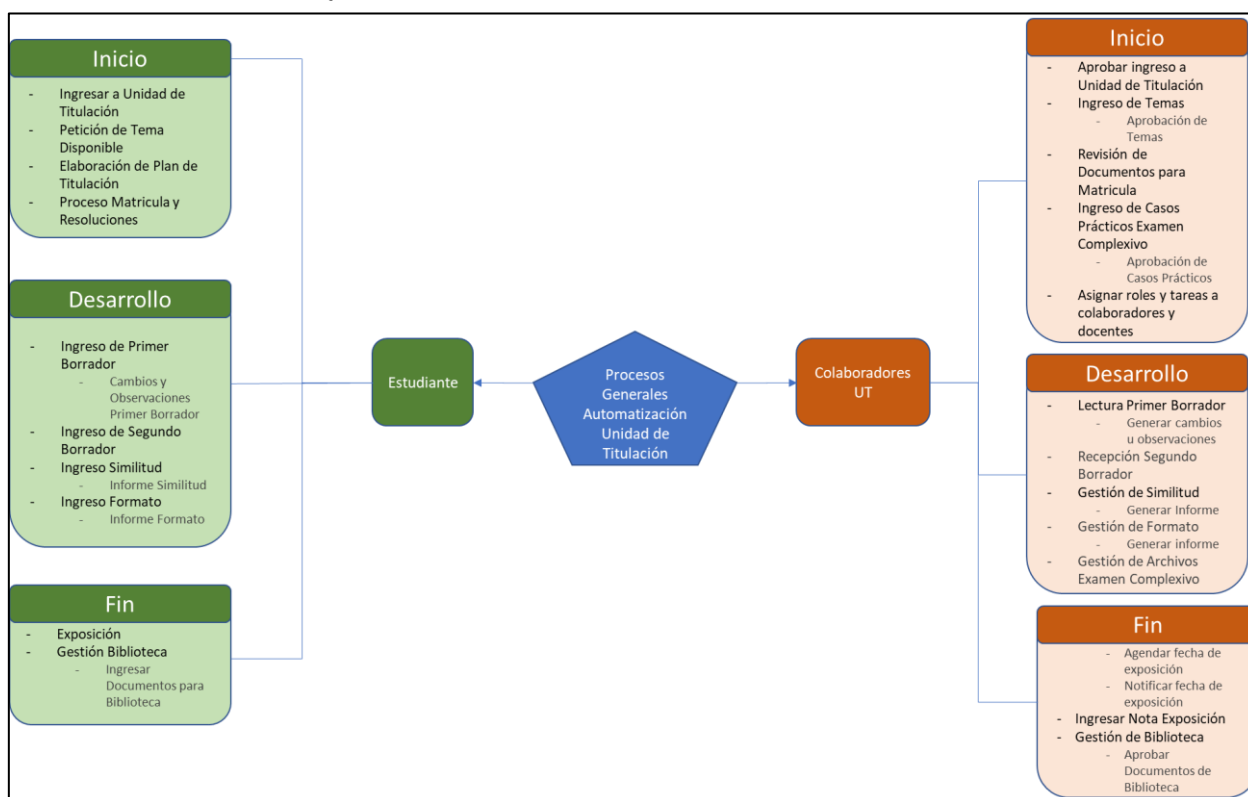 Inicio
- Ingresar a Unidad de
Titulación
- Petición de Tema
Disponible
- Elaboración de Plan de
Titulación
- Proceso Matricula y
Resoluciones
Desarrollo
- Ingreso de Primer
Borrador
- Cambios y
Observaciones
Primer Borrador
- Ingreso de Segundo
Borrador
- Ingreso Similitud
- Informe Similitud
- Ingreso Formato
- Informe Formato
Fin
- Exposición
- Gestión Biblioteca
- Ingresar
Documentos para
Biblioteca
Estudiante
Procesos
Generales
Automatización
Unidad de
Titulación
Colaboradores
UT
Inicio
- Aprobar ingreso a
Unidad de Titulación
- Ingreso de Temas
- Aprobación de
Temas
- Revisión de
Documentos para
Matricula
- Ingreso de Casos
Prácticos Examen
Complexivo
- Aprobación de
Casos Prácticos
- Asignar roles y tareas a
colaboradores y
docentes
Desarrollo
- Lectura Primer Borrador
- Generar cambios
u observaciones
- Recepción Segundo
Borrador
- Gestión de Similitud
- Generar Informe
- Gestión de Formato
- Generar informe
- Gestión de Archivos
Examen Complexivo
Fin
- Agendar fecha de
exposición
- Notificar fecha de
exposición
- Ingresar Nota Exposición
- Gestión de Biblioteca
- Aprobar
Documentos de
Biblioteca